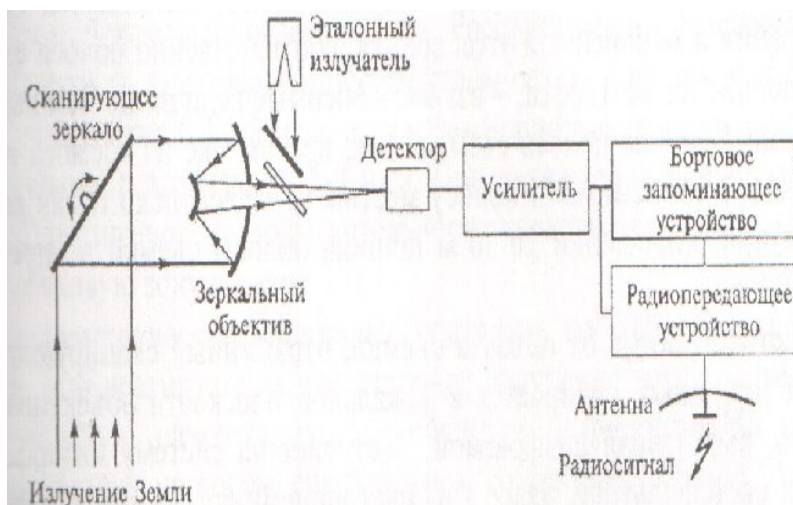 Эталонный
излучатель
Сканирующее
зеркало
Детектор
Усилитель
Бортовое
запоминающее
устройство
Зеркальный
объектив
Радиопередающее
устройство
Антенна
Радиосигнал
Излучение Земли